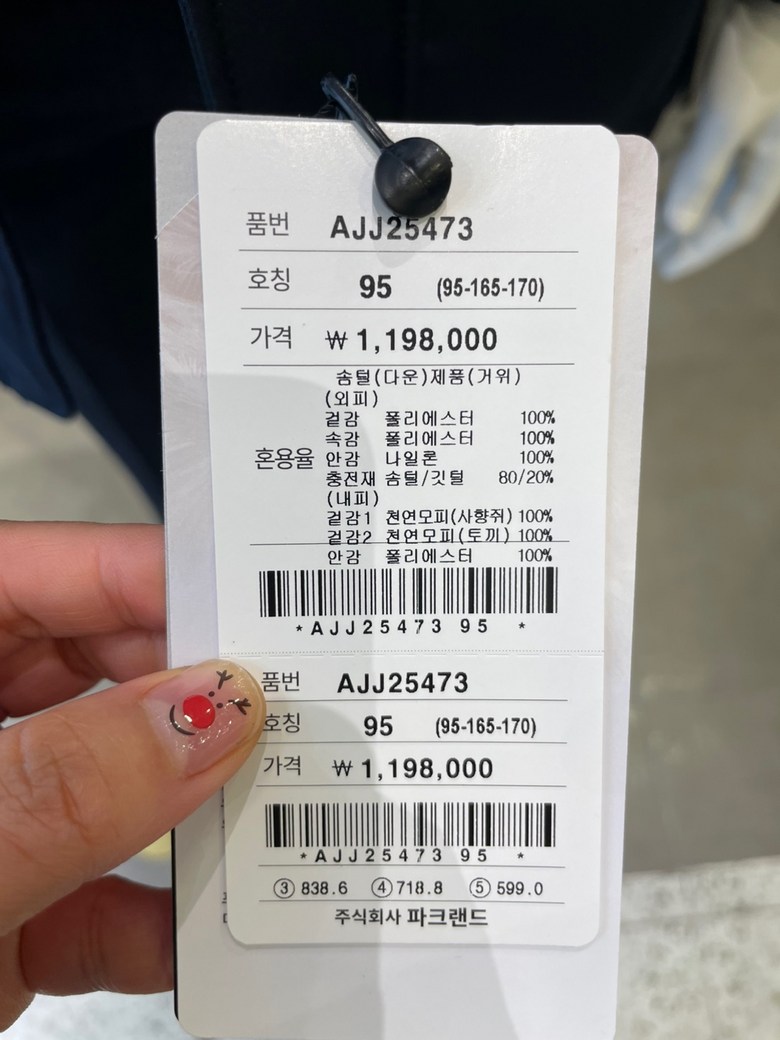 품번 AJJ25473
호칭 95 (95-165-170)
가격 ₩ 1,198,000
솜털(다운)제품(거위)
(외피)
겉감 폴리에스터 100%
속감 폴리에스터 100%
혼용율 안감 나일론 100%
충전재 솜털/깃털 80/20%
(내피)
겉감1 천연모피(사향쥐) 100%
겉감2 천연모피(토끼) 100%
안감 폴리에스터 100%
*AJJ25473 95 *
품번 AJJ25473
호칭 95 (95-165-170)
가격 ₩ 1,198,000
*AJJ25473 95 *
③ 838.6 ④ 718.8 ⑤ 599.0
주식회사 파크랜드